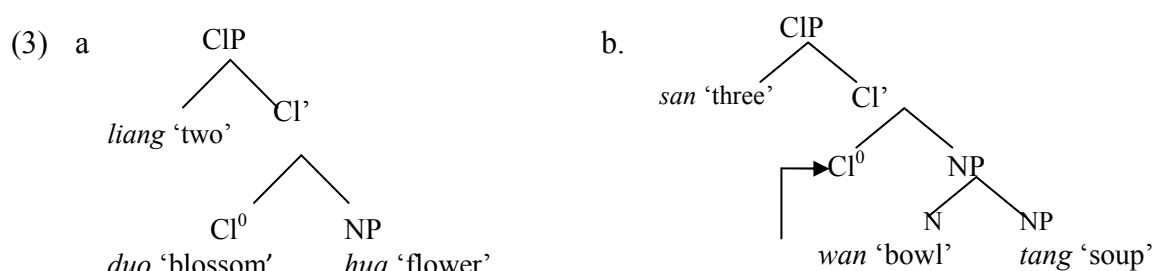 (3) a ClP b. ClP
liang ‘two’ Cl’ san ‘three’ Cl’
Cl⁰ NP Cl⁰ NP
N NP
duo ‘blossom’ hua ‘flower’ wan ‘bowl’ tang ‘soup’